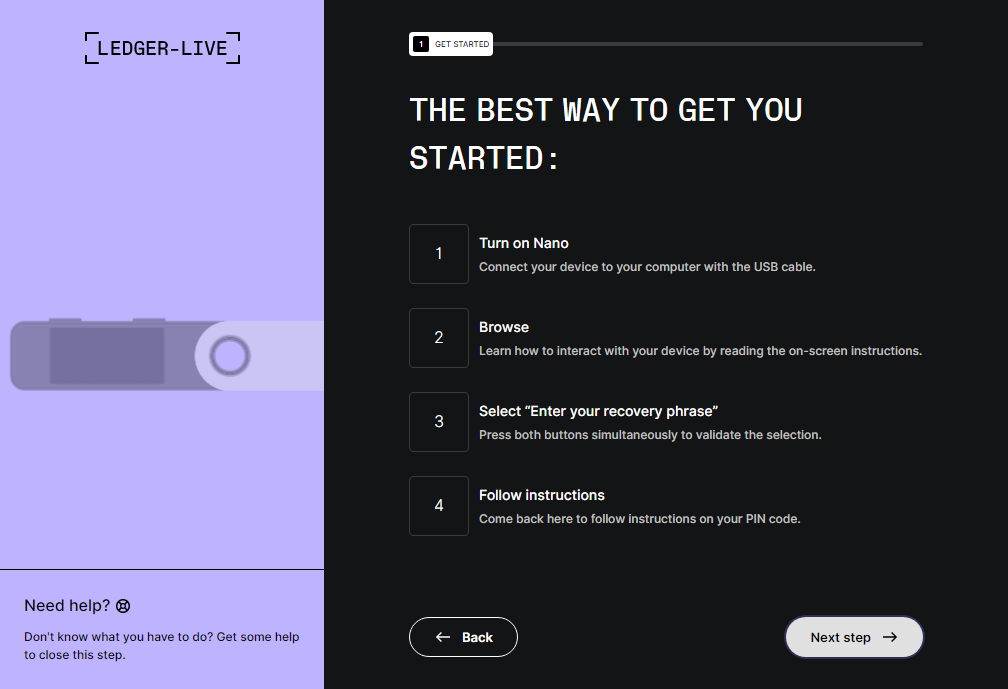 LEDGER-LIVE
1 GET STARTED
THE BEST WAY TO GET YOU
STARTED:
1
Turn on Nano
Connect your device to your computer with the USB cable.
2
Browse
Learn how to interact with your device by reading the on-screen instructions.
3
Select “Enter your recovery phrase”
Press both buttons simultaneously to validate the selection.
4
Follow instructions
Come back here to follow instructions on your PIN code.
Need help?
Don't know what you have to do? Get some help
to close this step.
Back
Next step